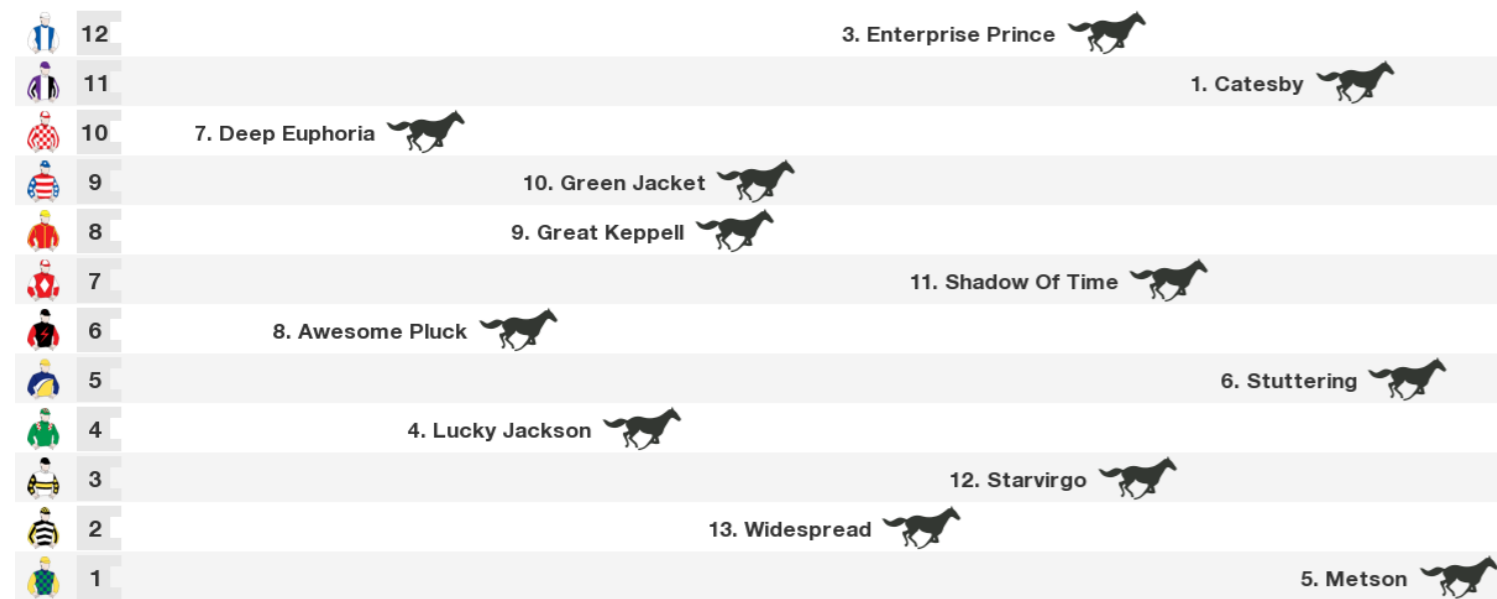 12 3. Enterprise Prince
11 1. Catesby
10 7. Deep Euphoria
9 10. Green Jacket
8 9. Great Keppell
7 11. Shadow Of Time
6 8. Awesome Pluck
5 6. Stuttering
4 4. Lucky Jackson
3 12. Starvirgo
2 13. Widespread
1 5. Metson